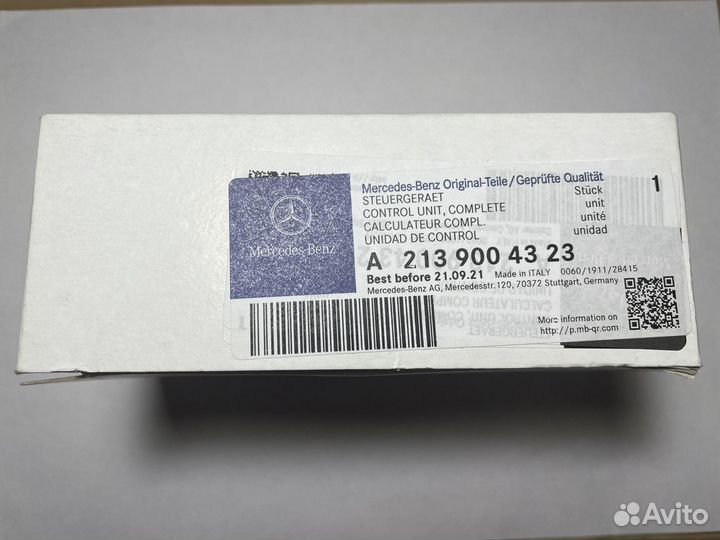 Mercedes-Benz
Mercedes-Benz Original-Teile/Geprüfte Qualität
STEUERGERAET Stück 1
CONTROL UNIT, COMPLETE unit
CALCULATEUR COMPL. unité
UNIDAD DE CONTROL unidad
A 213 900 43 23
Best before 21.09.21 Made in ITALY 0060/1911/28415
Mercedes-Benz AG, Mercedesstr.120, 70372 Stuttgart, Germany
More information on
http://p.mb-qr.com
Avito